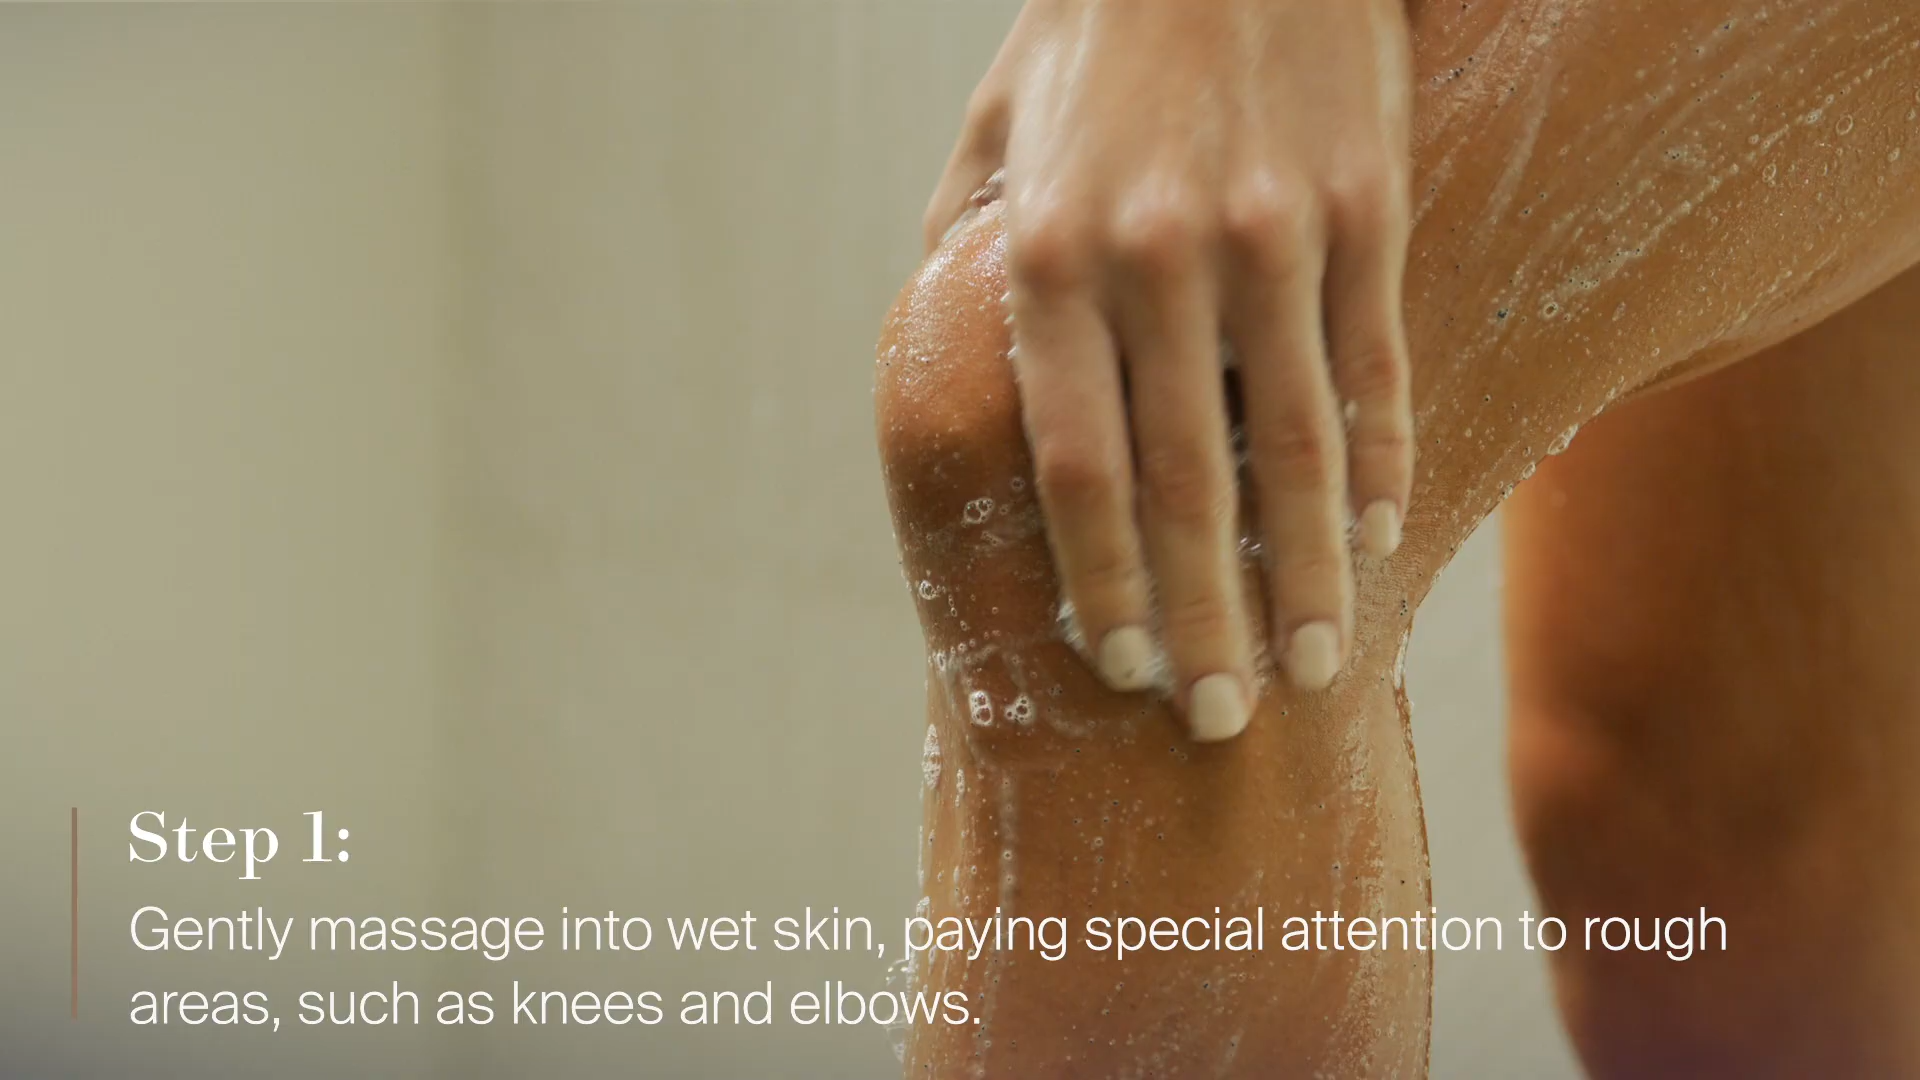 Step 1:
Gently massage into wet skin, paying special attention to rough
areas, such as knees and elbows.